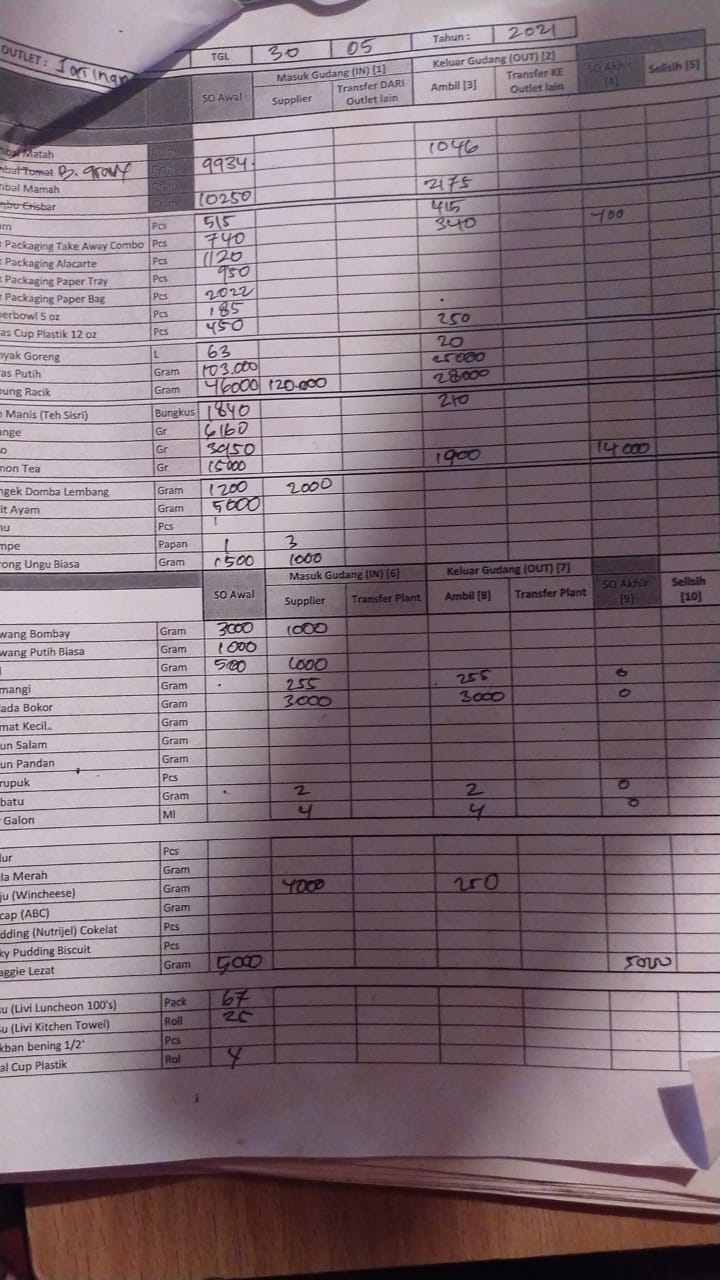 OUTLET : Jatinan
TGL 30 05 Tahun : 2021
SO Awal Masuk Gudang (IN) [1] Keluar Gudang (OUT) [2] SO Akhir [4] Selisih [5]
Supplier Transfer DARI Outlet lain Ambil [3] Transfer KE Outlet lain
mbal Matah Gram 1046
mbal Tomat B. gravy Gram 9934.
mbal Mamah Gram 2175
mbu Crisbar Gram 10250
am Pcs 515 415
Packaging Take Away Combo Pcs 740 340 400
Packaging Alacarte Pcs 1120
Packaging Paper Tray Pcs 950
Packaging Paper Bag Pcs 2022
perbowl 5 oz Pcs 185
as Cup Plastik 12 oz Pcs 450 250
nyak Goreng L 63 20
as Putih Gram 103.000 25000
pung Racik Gram 46000 120.000 28000
h Manis (Teh Sisri) Bungkus 1840 210
ange Gr 6160
o Gr 3950
mon Tea Gr 15000 1900 14000
ngek Domba Lembang Gram 1200 2000
lit Ayam Gram 5000
hu Pcs 1
mpe Papan 1 3
rong Ungu Biasa Gram 1500 1000
SO Awal Masuk Gudang (IN) [6] Keluar Gudang (OUT) [7] SO Akhir [9] Selisih [10]
Supplier Transfer Plant Ambil [8] Transfer Plant
wang Bombay Gram 3000 1000
wang Putih Biasa Gram 1000
Gram 500 1000
mangi Gram 255 255 0
ada Bokor Gram 3000 3000 0
mat Kecil Gram
un Salam Gram
un Pandan Gram
rupuk Pcs
batu Gram 2 2 0
Galon Ml 4 4 0
lur Pcs
la Merah Gram
ju (Wincheese) Gram 4000 250
cap (ABC) Gram
dding (Nutrijel) Cokelat Pcs
ky Pudding Biscuit Pcs
aggie Lezat Gram 5000 5000
su (Livi Luncheon 100's) Pack 67
su (Livi Kitchen Towel) Roll 25
kban bening 1/2" Pcs
al Cup Plastik Rol 4